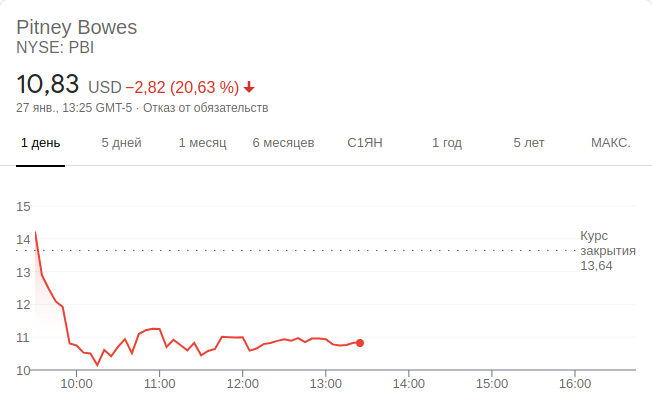 Pitney Bowes
NYSE: PBI
10,83 USD −2,82 (20,63 %)
27 янв., 13:25 GMT-5 · Отказ от обязательств
1 день 5 дней 1 месяц 6 месяцев С1ЯН 1 год 5 лет МАКС.
15
14
13
12
11
10
Курс
закрытия
13,64
10:00 11:00 12:00 13:00 14:00 15:00 16:00